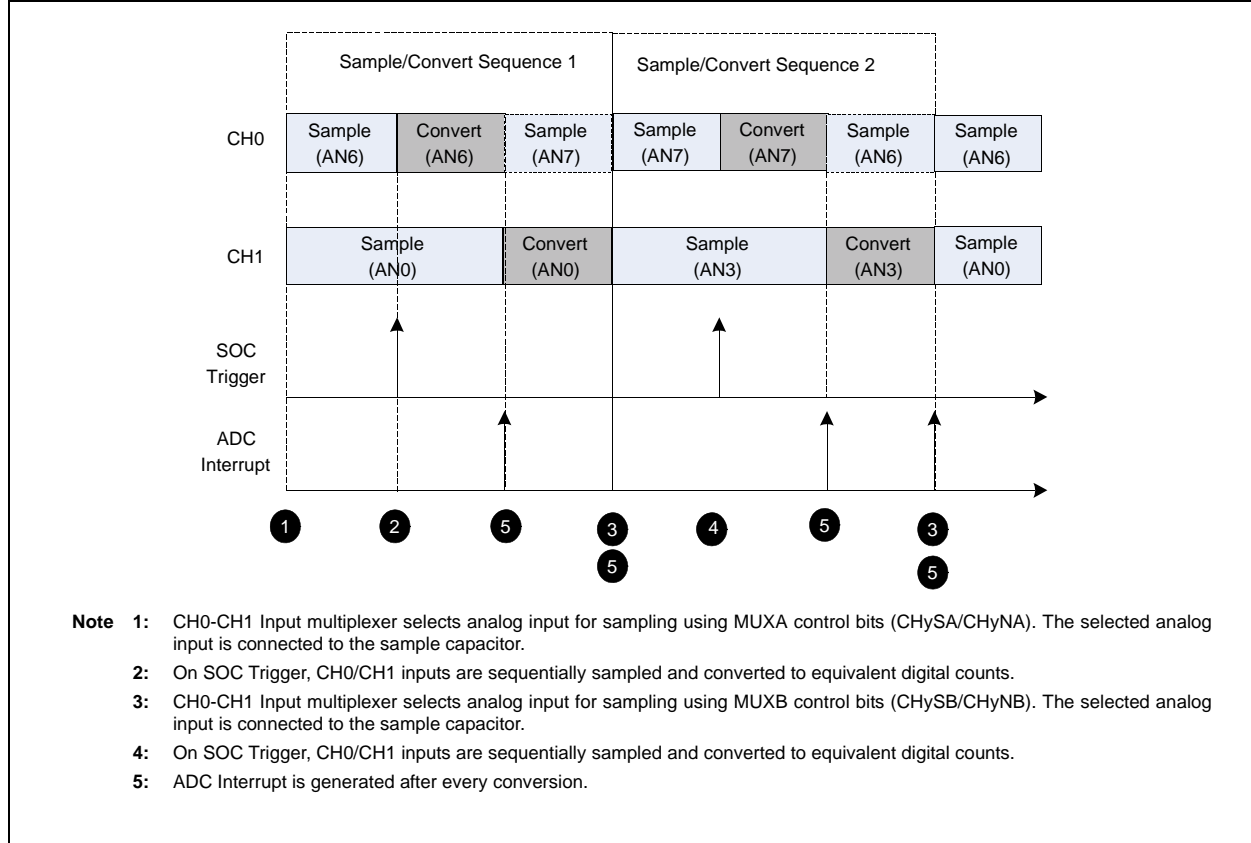 Sample/Convert Sequence 1
Sample/Convert Sequence 2
CH0
Sample (AN6)
Convert (AN6)
Sample (AN7)
Sample (AN7)
Convert (AN7)
Sample (AN6)
Sample (AN6)
CH1
Sample (AN0)
Convert (AN0)
Sample (AN3)
Convert (AN3)
Sample (AN0)
SOC
Trigger
ADC
Interrupt
1 2 5 3 4 5 3
5 5
Note 1: CH0-CH1 Input multiplexer selects analog input for sampling using MUXA control bits (CHySA/CHyNA). The selected analog
input is connected to the sample capacitor.
2: On SOC Trigger, CH0/CH1 inputs are sequentially sampled and converted to equivalent digital counts.
3: CH0-CH1 Input multiplexer selects analog input for sampling using MUXB control bits (CHySB/CHyNB). The selected analog
input is connected to the sample capacitor.
4: On SOC Trigger, CH0/CH1 inputs are sequentially sampled and converted to equivalent digital counts.
5: ADC Interrupt is generated after every conversion.